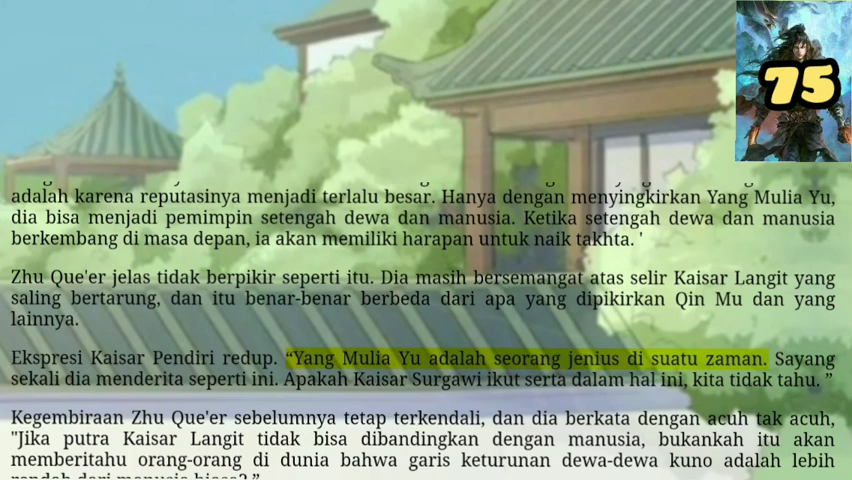 75
adalah karena reputasinya menjadi terlalu besar. Hanya dengan menyingkirkan Yang Mulia Yu,
dia bisa menjadi pemimpin setengah dewa dan manusia. Ketika setengah dewa dan manusia
berkembang di masa depan, ia akan memiliki harapan untuk naik takhta. '
Zhu Que'er jelas tidak berpikir seperti itu. Dia masih bersemangat atas selir Kaisar Langit yang
saling bertarung, dan itu benar-benar berbeda dari apa yang dipikirkan Qin Mu dan yang
lainnya.
Ekspresi Kaisar Pendiri redup. “Yang Mulia Yu adalah seorang jenius di suatu zaman. Sayang
sekali dia menderita seperti ini. Apakah Kaisar Surgawi ikut serta dalam hal ini, kita tidak tahu. ”
Kegembiraan Zhu Que'er sebelumnya tetap terkendali, dan dia berkata dengan acuh tak acuh,
"Jika putra Kaisar Langit tidak bisa dibandingkan dengan manusia, bukankah itu akan
memberitahu orang-orang di dunia bahwa garis keturunan dewa-dewa kuno adalah lebih